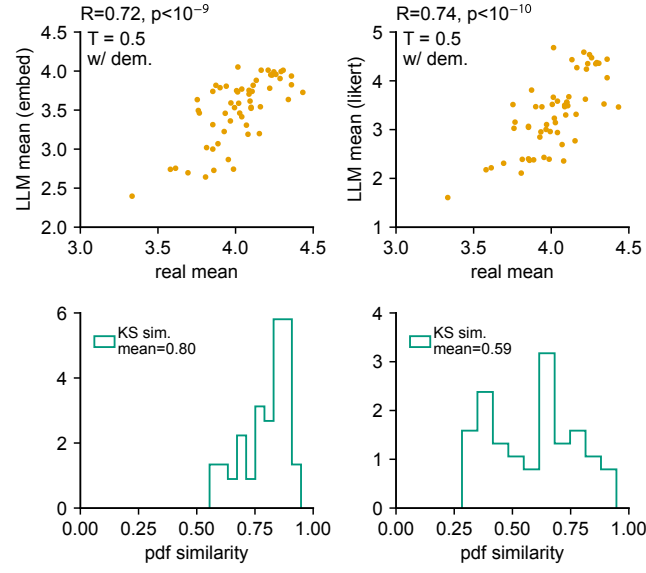 R=0.72, p<10⁻⁹
T = 0.5
w/ dem.
4.5
4.0
3.5
3.0
2.5
2.0
LLM mean (embed)
3.0 3.5 4.0 4.5
real mean
R=0.74, p<10⁻¹⁰
T = 0.5
w/ dem.
5
4
3
2
1
LLM mean (likert)
3.0 3.5 4.0 4.5
real mean
KS sim.
mean=0.80
6
4
2
0
0.00 0.25 0.50 0.75 1.00
pdf similarity
KS sim.
mean=0.59
4
3
2
1
0
0.00 0.25 0.50 0.75 1.00
pdf similarity